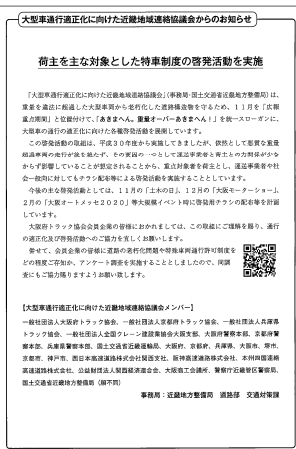 大型車通行適正化に向けた近畿地域連絡協議会からのお知らせ
荷主を主な対象とした特車制度の啓発活動を実施
「大型車通行適正化に向けた近畿地域連絡協議会」(事務局・国土交通省近畿地方整備局)は、
重量を違法に超過した大型車両から老朽化した道路構造物を守るため、11月を「広報
重点期間」と位置付けて、「あきまへん。重量オーバーあきまへん!」を統一スローガンに、
大型車の通行の適正化に向けた各種啓発活動を展開しています。
この取組は、平成30年度から実施してきましたが、依然として悪質な重量
超過車両の走行が後を絶たず、その要因の一つとして運送事業者と荷主との力関係が少な
からず影響していることが想定されることから、重点対象者を荷主とし、運送事業者や社
会一般向に対してもチラシ配布等による啓発活動を実施することとしています。
今後の主な啓発活動としては、11月の「土木の日」、12月の「大阪モーターショー」、
2月の「大阪オートメッセ2020」等大規模イベント時に啓発用チラシの配布等を計画
しています。
大阪府トラック協会会員企業の皆様におかれましては、この取組にご理解を賜り、通行
の適正化及び啓発活動へのご協力を宜しくお願いします。
併せて、会員企業の皆様に道路の老朽化問題や特殊車両通行許可制度を
どの程度ご存知か、アンケート調査を実施することとしましたので、同調
査にもご協力賜りますようお願い致します。
【大型車通行適正化に向けた近畿地域連絡協議会メンバー】
一般社団法人大阪府トラック協会、一般社団法人京都府トラック協会、一般社団法人兵庫県
トラック協会、一般社団法人全国クレーン建設業協会大阪支部、大阪府警察本部、京都府警
察本部、兵庫県警察本部、国土交通省近畿運輸局、大阪府、京都府、兵庫県、大阪市、堺市、
京都市、神戸市、西日本高速道路株式会社関西支社、阪神高速道路株式会社、本州四国連絡
高速道路株式会社、公益財団法人関西経済連合会、大阪商工会議所、警察庁近畿管区警察局、
国土交通省近畿地方整備局(順不同)
事務局:近畿地方整備局 道路部 交通対策課